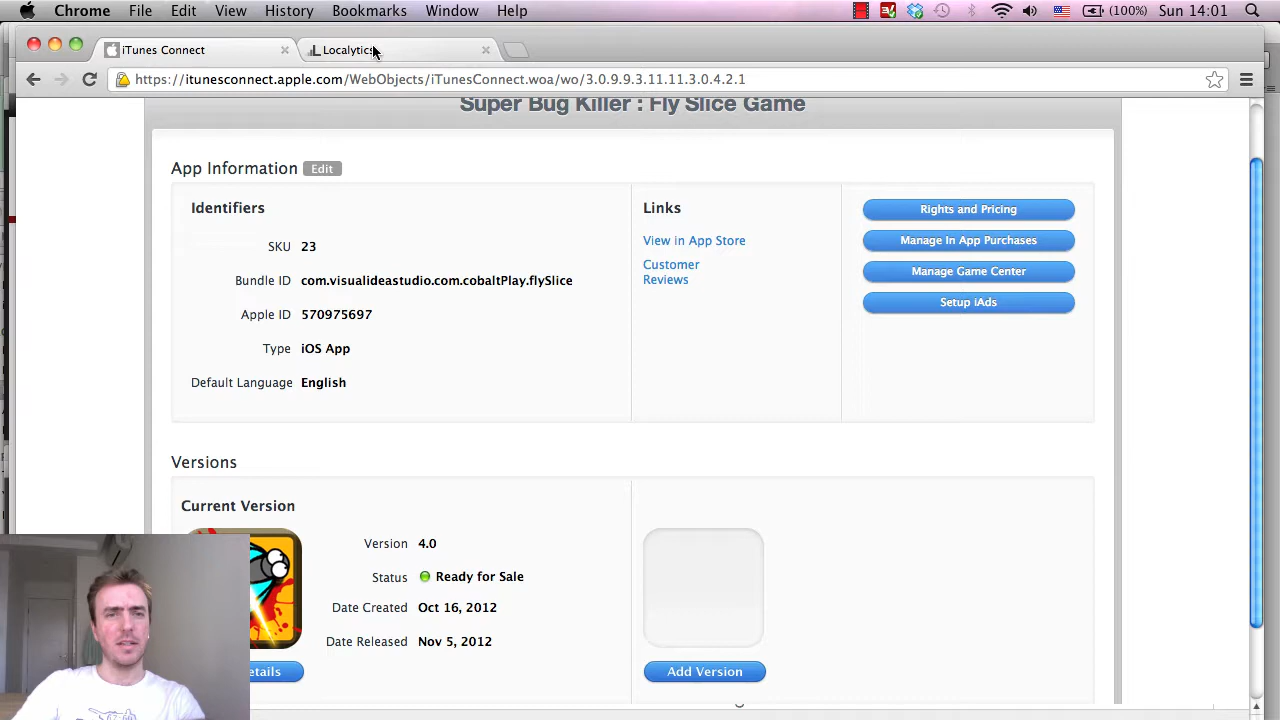 Chrome File Edit View History Bookmarks Window Help (100%) Sun 14:01
iTunes Connect Localytics
https://itunesconnect.apple.com/WebObjects/iTunesConnect.woa/wo/3.0.9.9.3.11.11.3.0.4.2.1
Super Bug Killer : Fly Slice Game
App Information Edit
Identifiers
SKU 23
Bundle ID com.visualideastudio.com.cobaltPlay.flySlice
Apple ID 570975697
Type iOS App
Default Language English
Links
View in App Store
Customer
Reviews
Rights and Pricing
Manage In App Purchases
Manage Game Center
Setup iAds
Versions
Current Version
Version 4.0
Status Ready for Sale
Date Created Oct 16, 2012
Date Released Nov 5, 2012
etails
Add Version